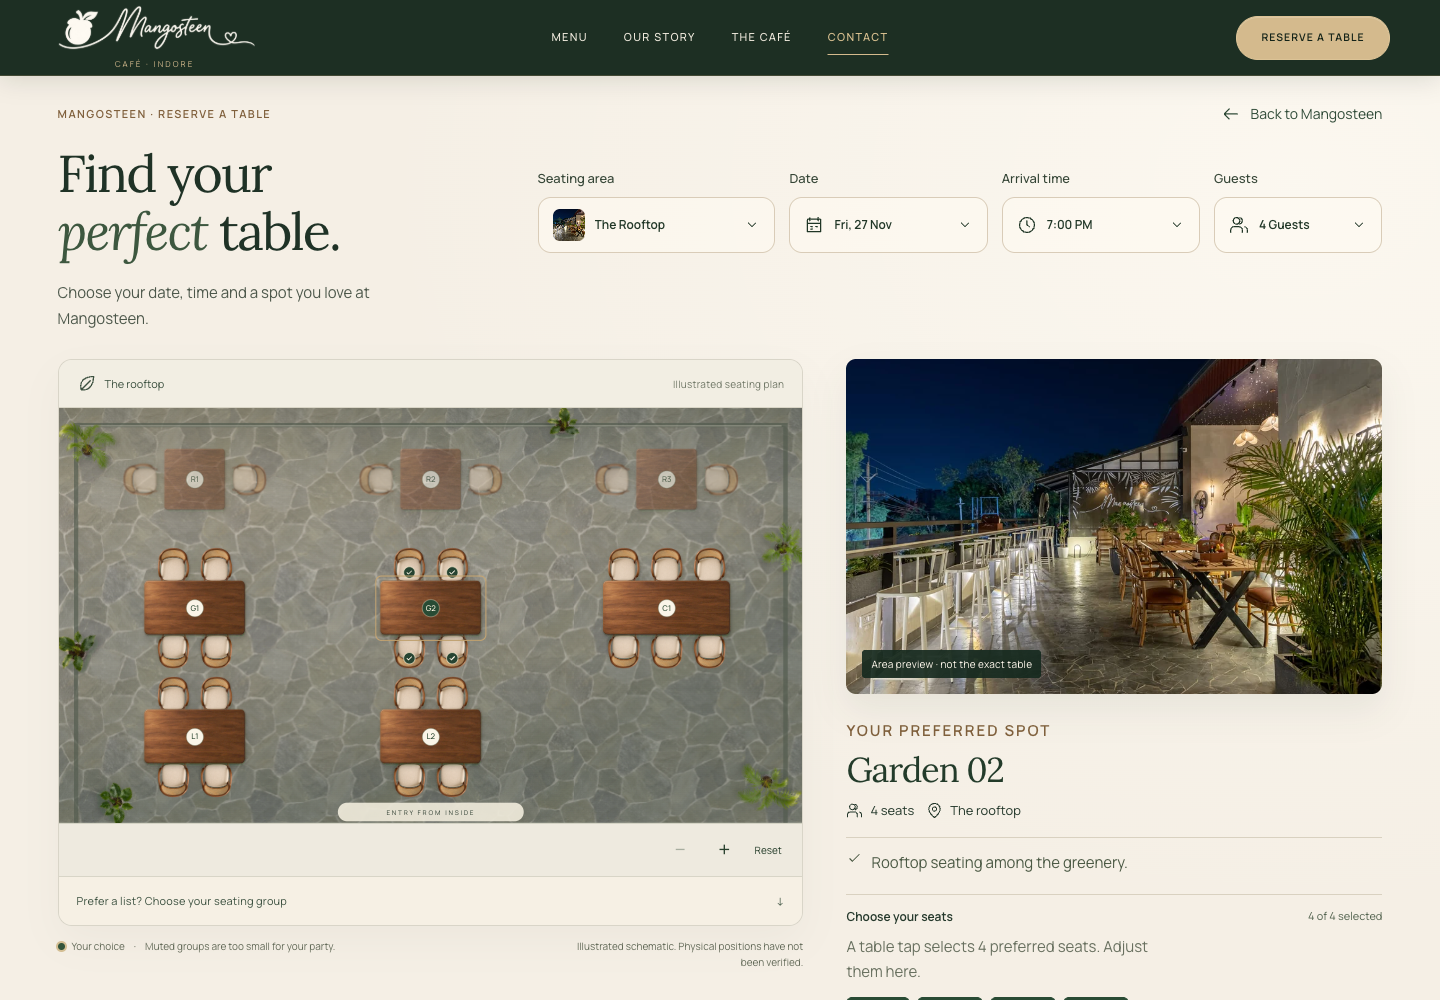 Mangosteen
CAFÉ · INDORE
MENU
OUR STORY
THE CAFÉ
CONTACT
RESERVE A TABLE
MANGOSTEEN · RESERVE A TABLE
Back to Mangosteen
Find your
perfect table.
Choose your date, time and a spot you love at
Mangosteen.
Seating area
Date
Arrival time
Guests
The Rooftop
Fri, 27 Nov
7:00 PM
4 Guests
The rooftop
Illustrated seating plan
R1
R2
R3
G1
G2
C1
L1
L2
ENTRY FROM INSIDE
Reset
Prefer a list? Choose your seating group
Your choice · Muted groups are too small for your party.
Illustrated schematic. Physical positions have not
been verified.
Mangosteen
Area preview · not the exact table
YOUR PREFERRED SPOT
Garden 02
4 seats
The rooftop
Rooftop seating among the greenery.
Choose your seats
4 of 4 selected
A table tap selects 4 preferred seats. Adjust
them here.